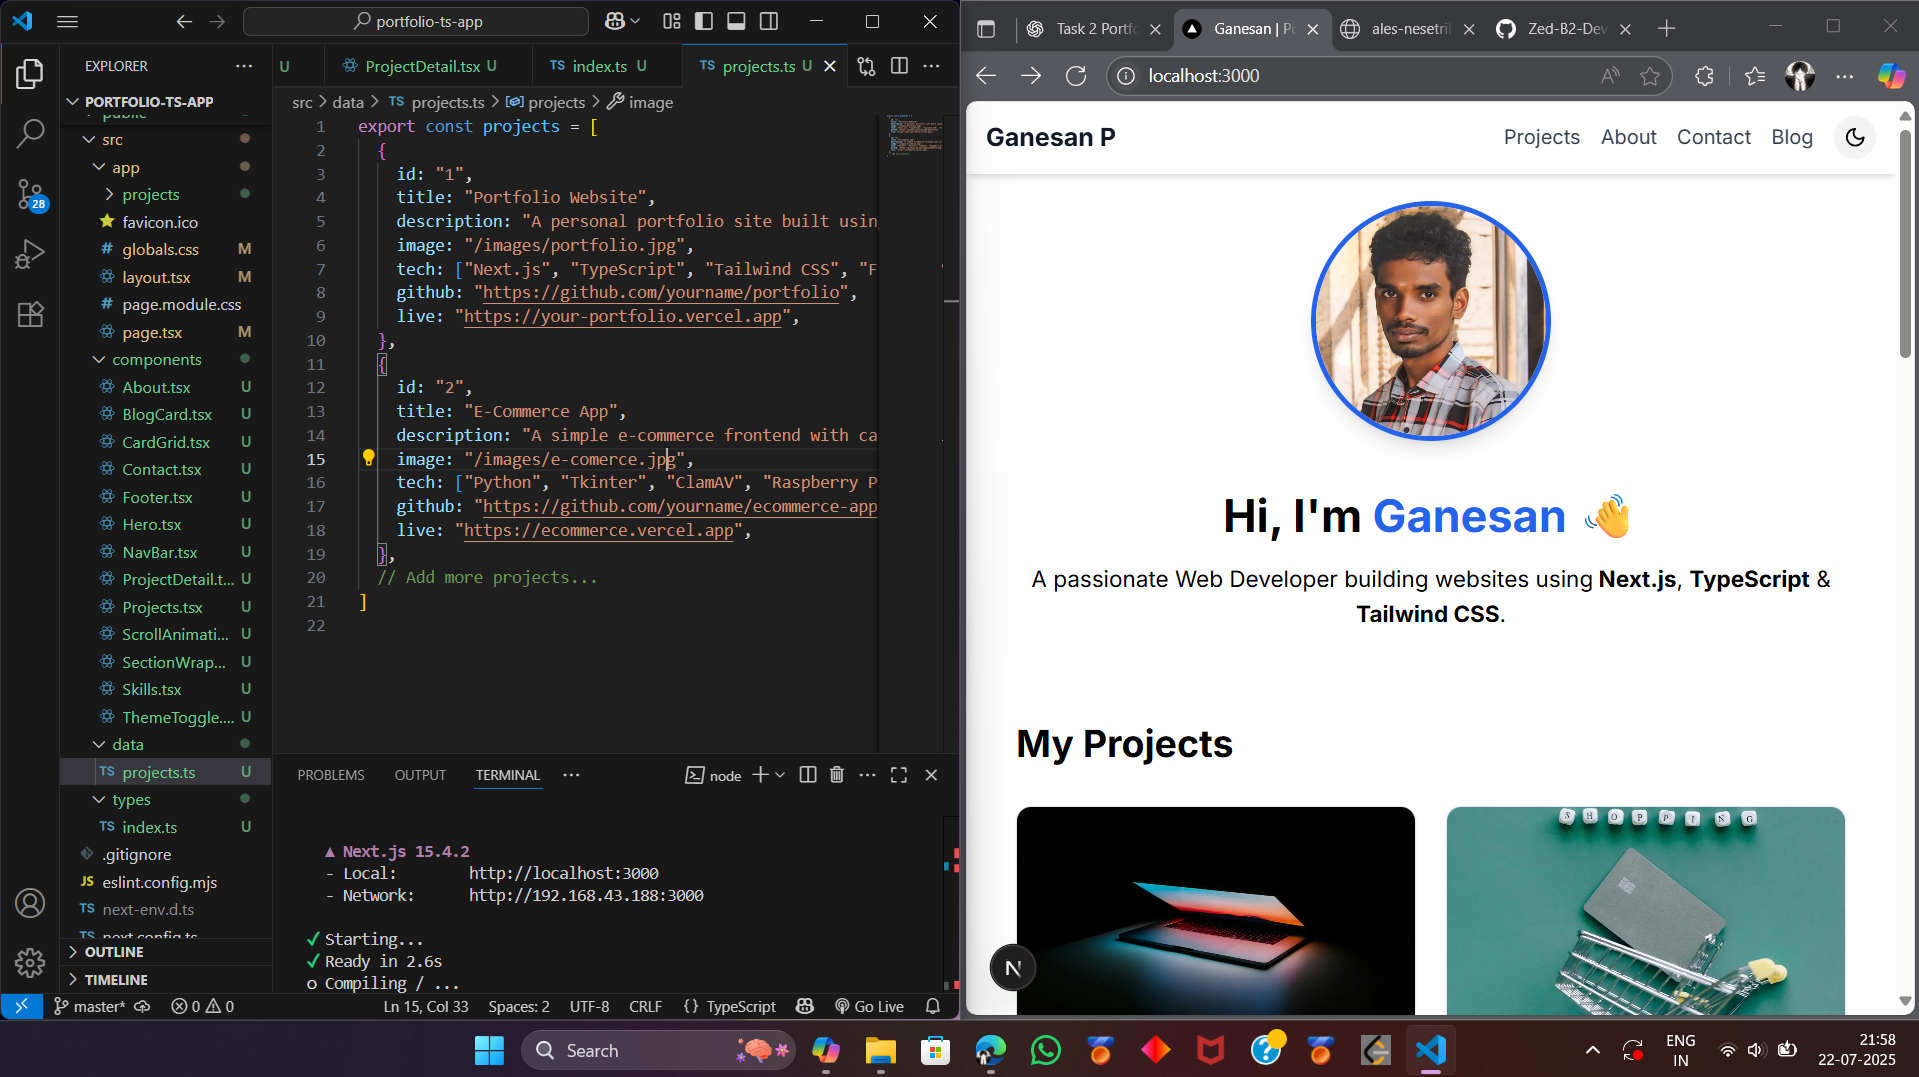 portfolio-ts-app
EXPLORER
PORTFOLIO-TS-APP
public
src
app
projects
favicon.ico
globals.css M
layout.tsx M
page.module.css
page.tsx M
components
About.tsx U
BlogCard.tsx U
CardGrid.tsx U
Contact.tsx U
Footer.tsx U
Hero.tsx U
NavBar.tsx U
ProjectDetail.t... U
Projects.tsx U
ScrollAnimati... U
SectionWrap... U
Skills.tsx U
ThemeToggle.... U
data
TS projects.ts U
types
TS index.ts U
.gitignore
JS eslint.config.mjs
TS next-env.d.ts
TS next.config.ts
OUTLINE
TIMELINE
28
U
ProjectDetail.tsx U
TS index.ts U
TS projects.ts U
src > data > TS projects.ts > projects > image
1 export const projects = [
2 {
3 id: "1",
4 title: "Portfolio Website",
5 description: "A personal portfolio site built usin
6 image: "/images/portfolio.jpg",
7 tech: ["Next.js", "TypeScript", "Tailwind CSS", "F
8 github: "https://github.com/yourname/portfolio",
9 live: "https://your-portfolio.vercel.app",
10 },
11 {
12 id: "2",
13 title: "E-Commerce App",
14 description: "A simple e-commerce frontend with ca
15 image: "/images/e-comerce.jpg",
16 tech: ["Python", "Tkinter", "ClamAV", "Raspberry P
17 github: "https://github.com/yourname/ecommerce-app
18 live: "https://ecommerce.vercel.app",
19 },
20 // Add more projects...
21 ]
22
PROBLEMS OUTPUT TERMINAL ... node
▲ Next.js 15.4.2
- Local: http://localhost:3000
- Network: http://192.168.43.188:3000
✓ Starting...
✓ Ready in 2.6s
○ Compiling / ...
master* 0 0 Ln 15, Col 33 Spaces: 2 UTF-8 CRLF {} TypeScript Go Live
Task 2 Portfo
Ganesan | Po
ales-nesetril
Zed-B2-Dev
localhost:3000
Ganesan P
Projects About Contact Blog
Hi, I'm Ganesan 👋
A passionate Web Developer building websites using Next.js, TypeScript &
Tailwind CSS.
My Projects
SHOPPING
N
Search
ENG
IN
21:58
22-07-2025